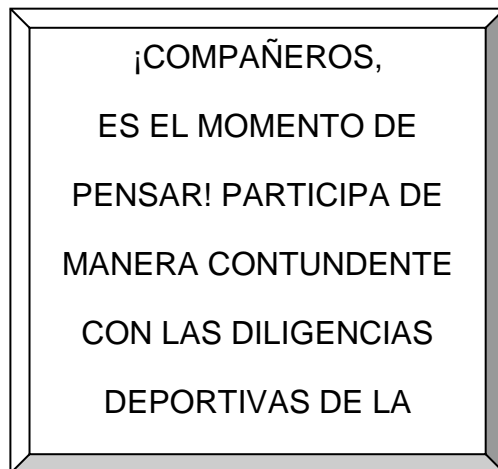 ¡COMPAÑEROS,
ES EL MOMENTO DE
PENSAR! PARTICIPA DE
MANERA CONTUNDENTE
CON LAS DILIGENCIAS
DEPORTIVAS DE LA